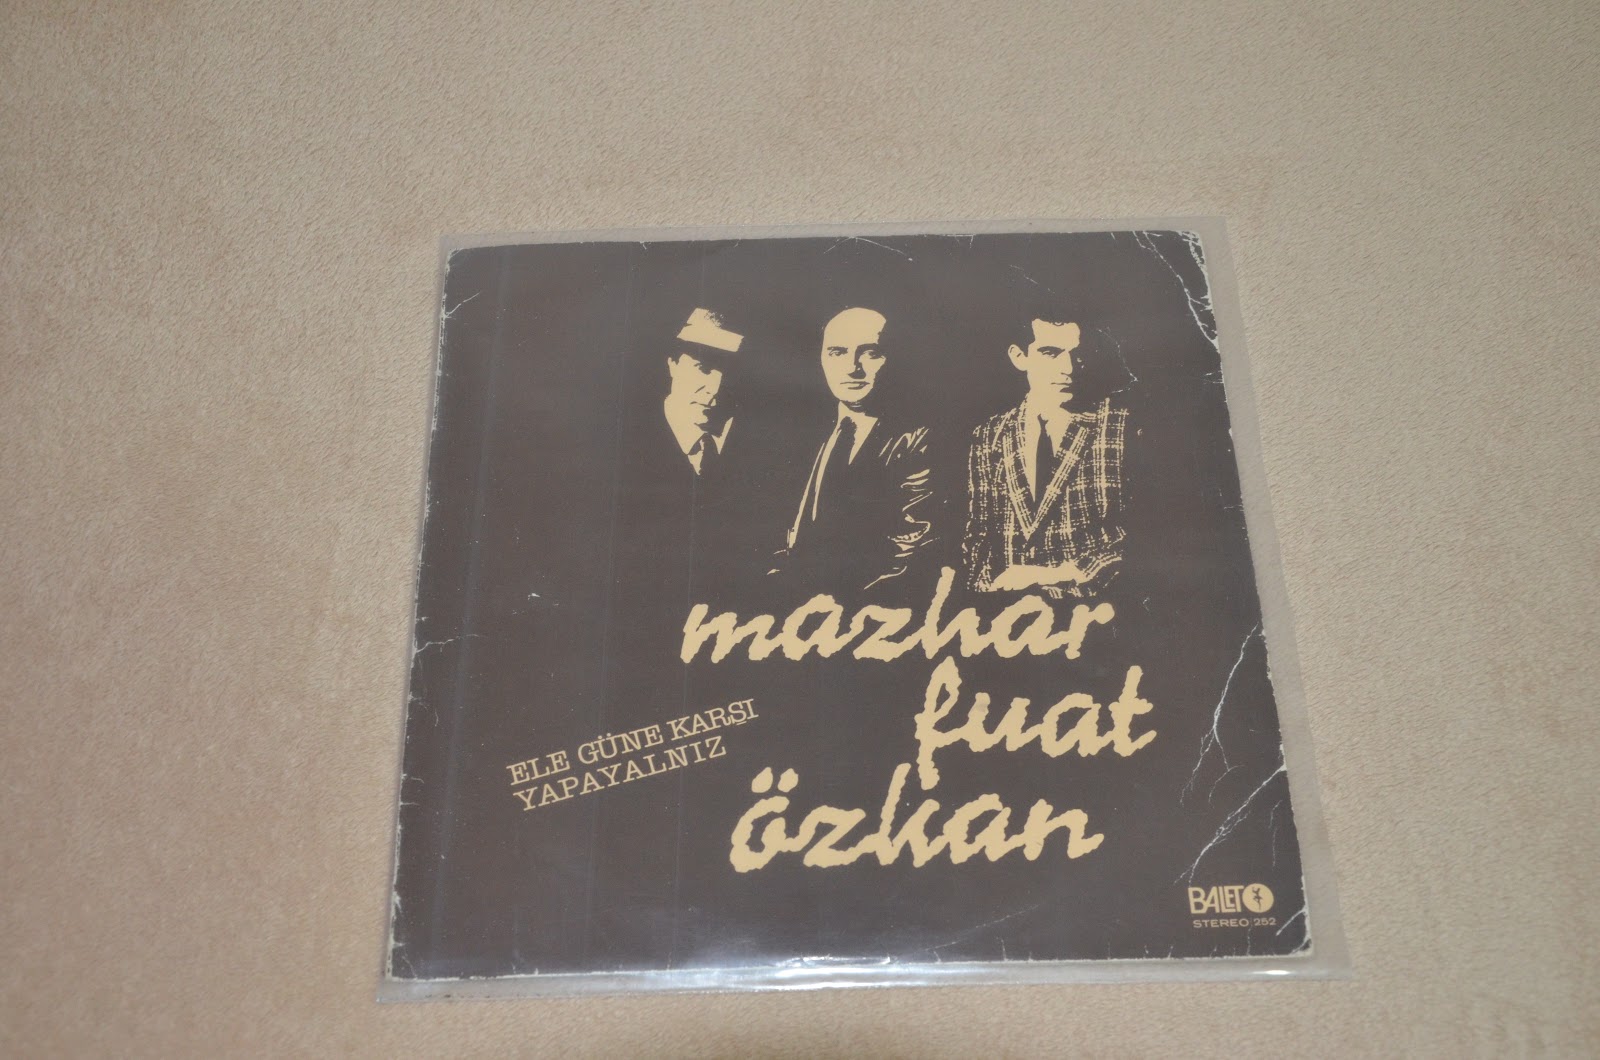 mazhar
fuat
özkan
ELE GÜNE KARŞI
YAPAYALNIZ
BALET
STEREO 252